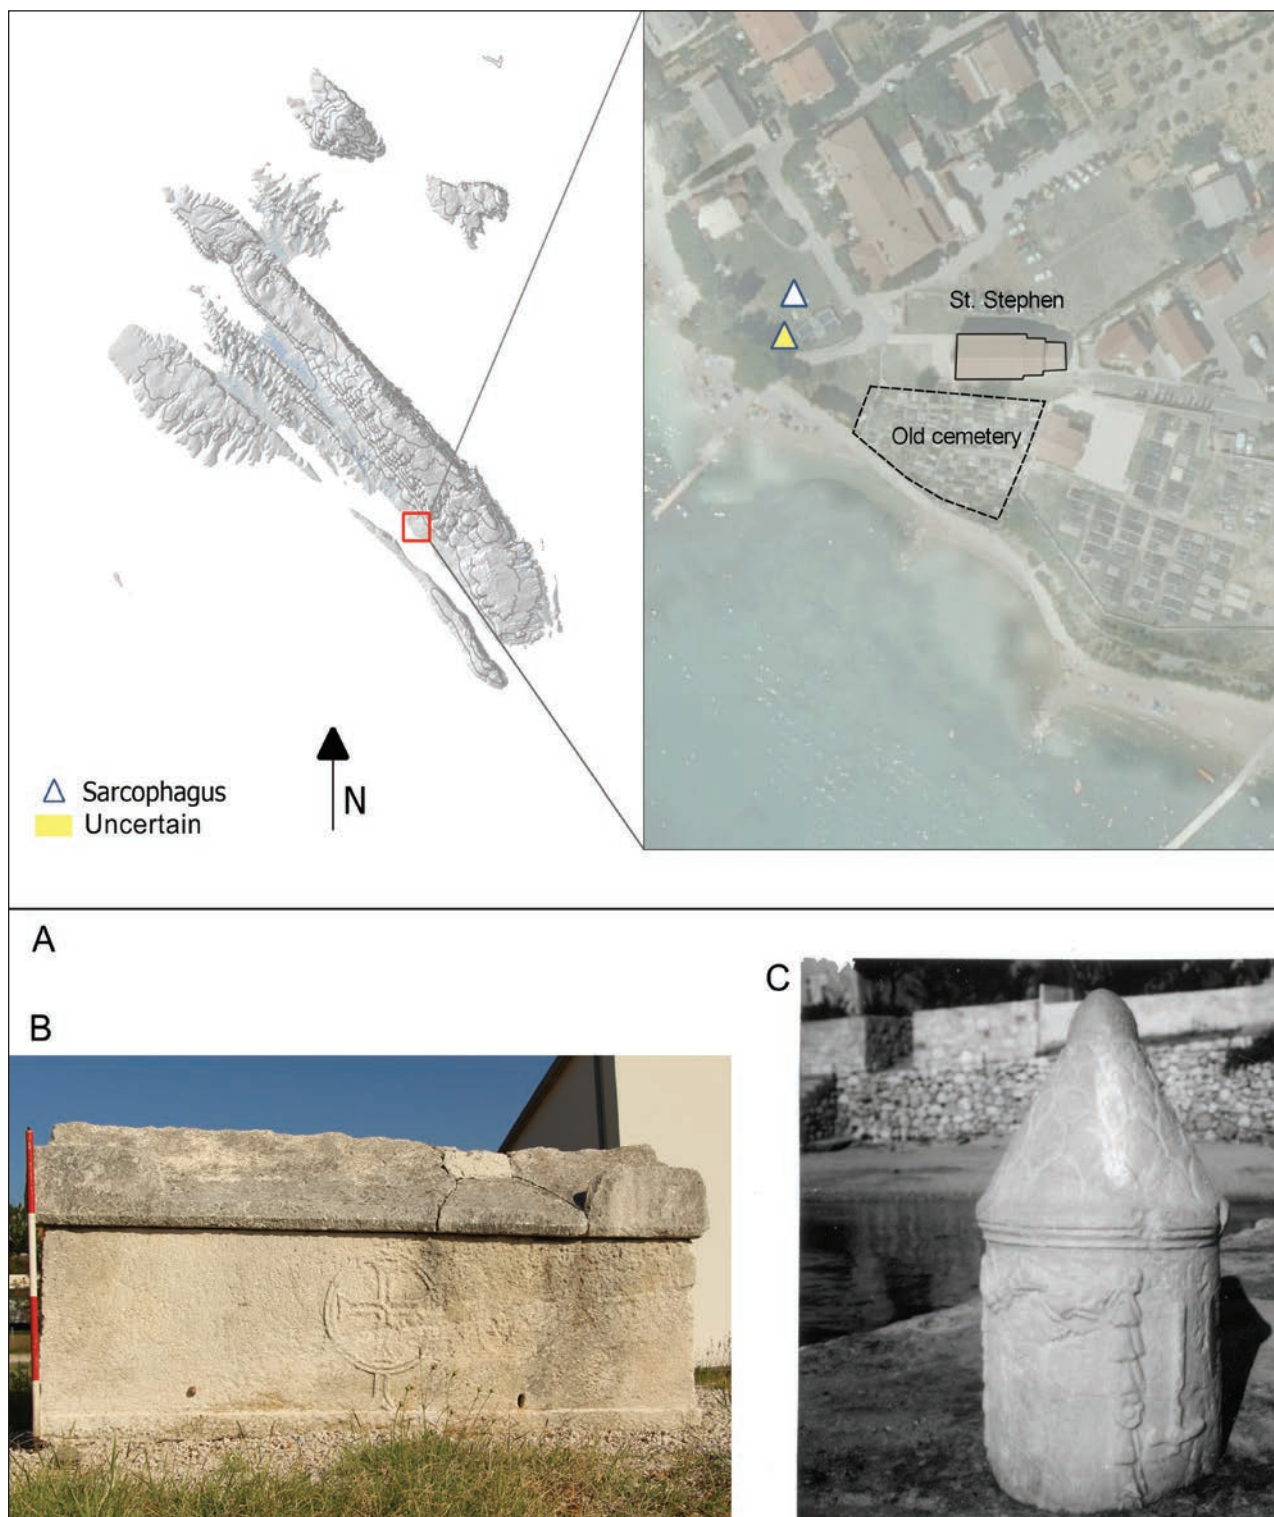 St. Stephen
Old cemetery
N
Sarcophagus
Uncertain
A
B
C